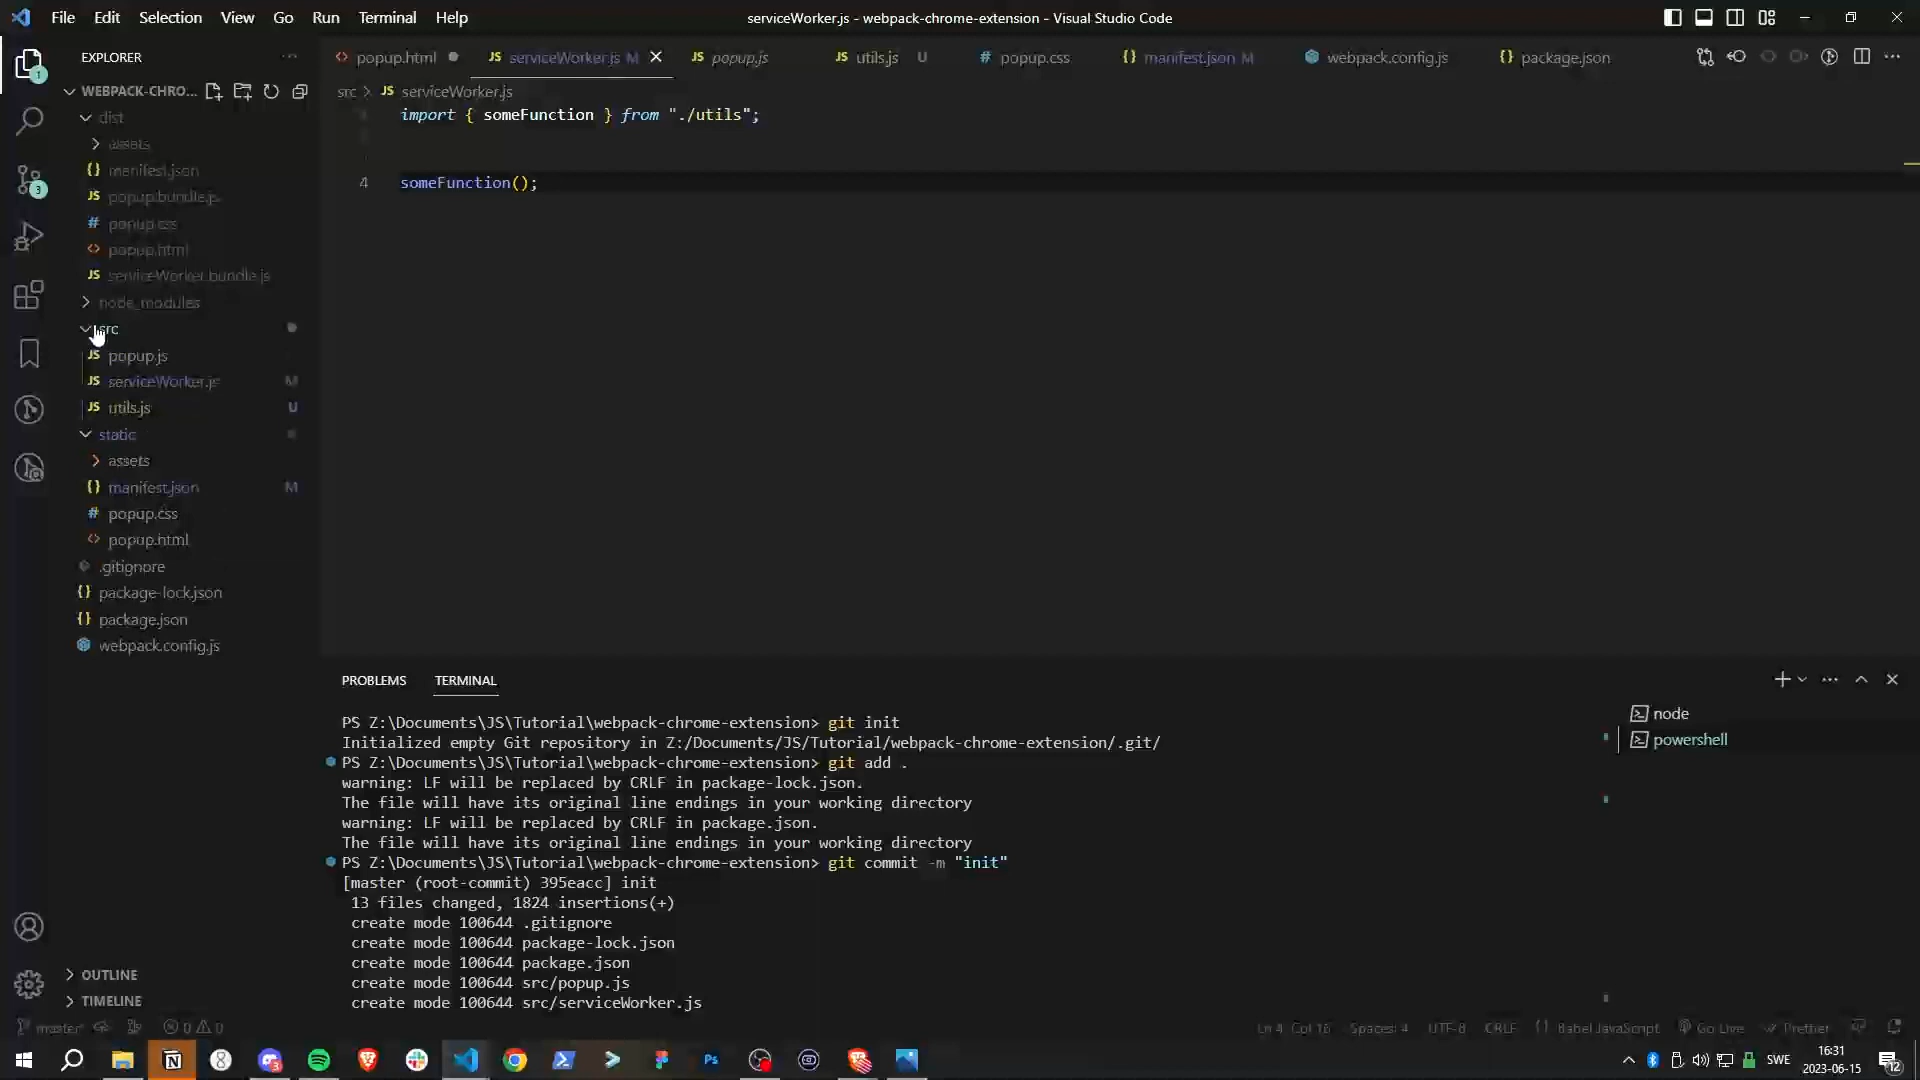 File Edit Selection View Go Run Terminal Help
serviceWorker.js - webpack-chrome-extension - Visual Studio Code
EXPLORER
WEBPACK-CHRO...
dist
assets
manifest.json
popup.bundle.js
popup.css
popup.html
serviceWorker.bundle.js
node_modules
src
popup.js
serviceWorker.js M
utils.js U
static
assets
manifest.json M
popup.css
popup.html
.gitignore
package-lock.json
package.json
webpack.config.js
OUTLINE
TIMELINE
1
3
popup.html
serviceWorker.js M
popup.js
utils.js U
popup.css
manifest.json M
webpack.config.js
package.json
src > JS serviceWorker.js
import { someFunction } from "./utils";
4 someFunction();
PROBLEMS TERMINAL
PS Z:\Documents\JS\Tutorial\webpack-chrome-extension> git init
Initialized empty Git repository in Z:/Documents/JS/Tutorial/webpack-chrome-extension/.git/
PS Z:\Documents\JS\Tutorial\webpack-chrome-extension> git add .
warning: LF will be replaced by CRLF in package-lock.json.
The file will have its original line endings in your working directory
warning: LF will be replaced by CRLF in package.json.
The file will have its original line endings in your working directory
PS Z:\Documents\JS\Tutorial\webpack-chrome-extension> git commit -m "init"
[master (root-commit) 395eacc] init
13 files changed, 1824 insertions(+)
create mode 100644 .gitignore
create mode 100644 package-lock.json
create mode 100644 package.json
create mode 100644 src/popup.js
create mode 100644 src/serviceWorker.js
node
powershell
master* 0 0
Ln 4, Col 16 Spaces: 4 UTF-8 CRLF Babel JavaScript Go Live Prettier
SWE
16:31
2023-06-15
12